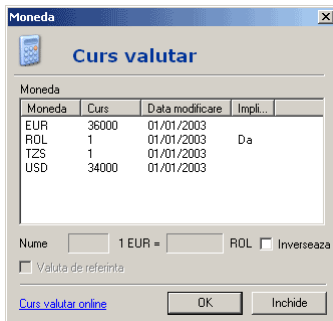 Moneda
Curs valutar
Moneda
Moneda Curs Data modificare Impli...
EUR 36000 01/01/2003
ROL 1 01/01/2003 Da
TZS 1 01/01/2003
USD 34000 01/01/2003
Nume 1 EUR = ROL Inverseaza
Valuta de referinta
Curs valutar online OK Inchide